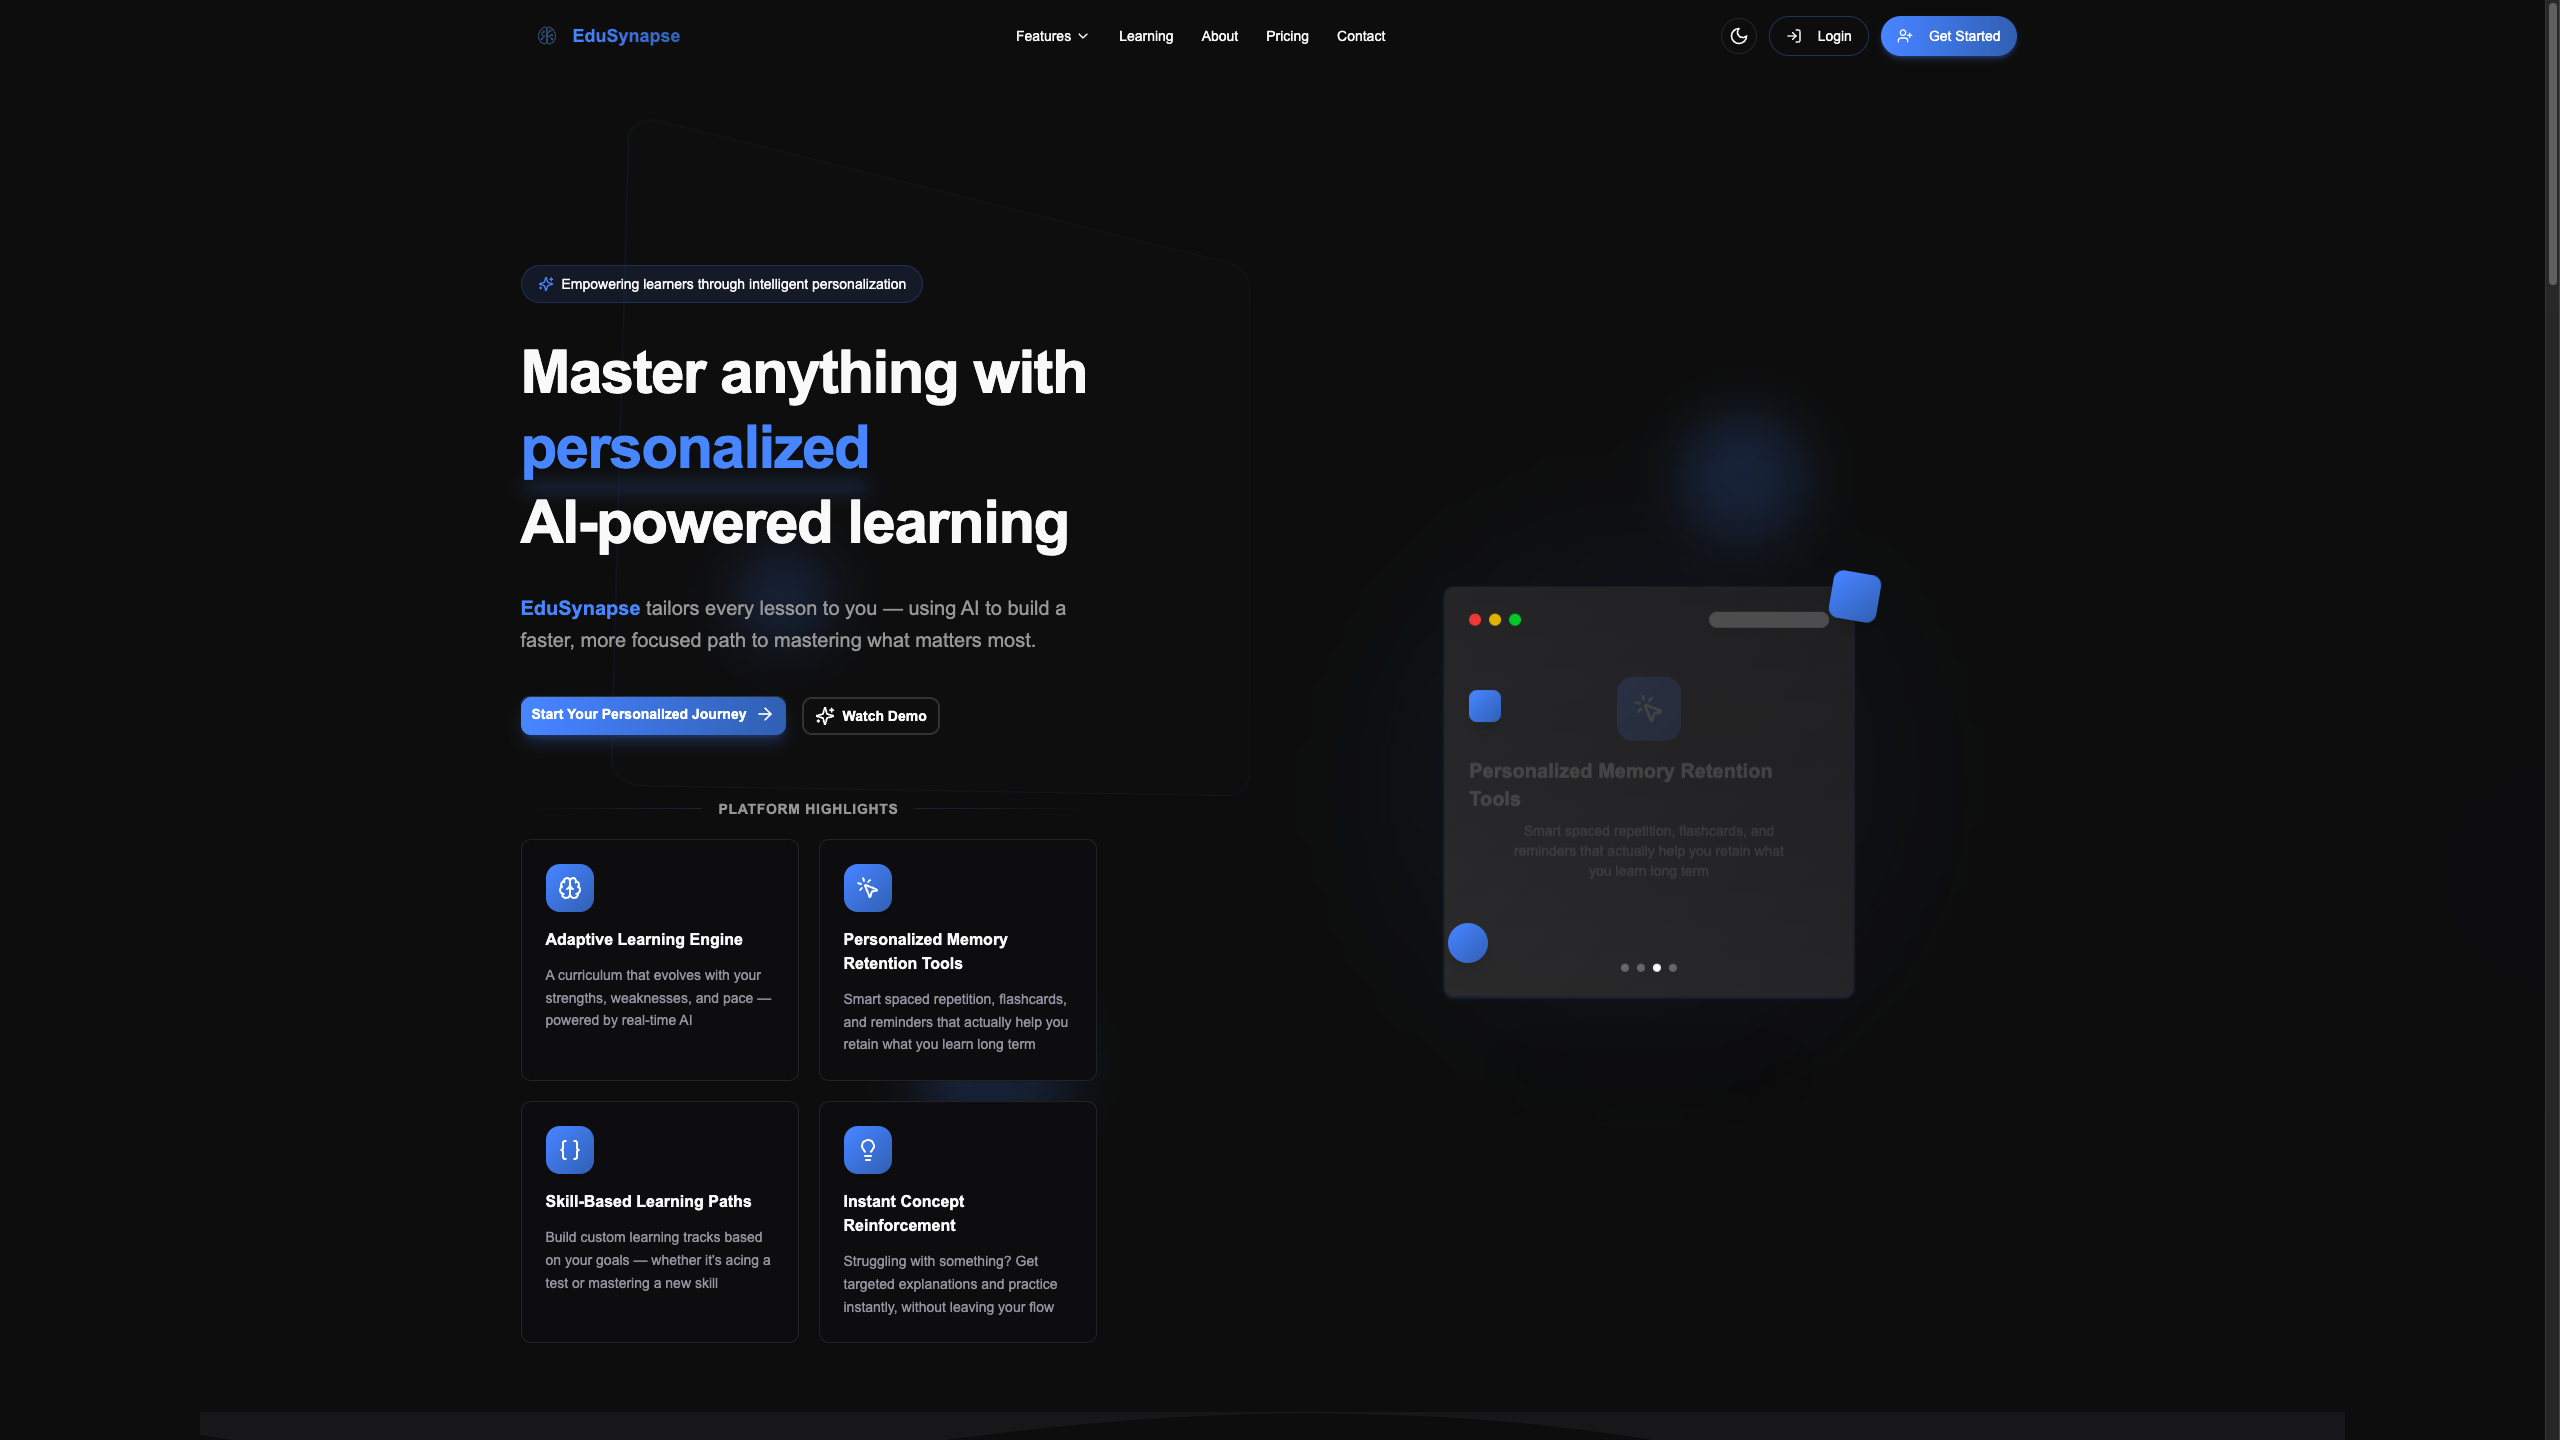 EduSynapse
Features
Learning
About
Pricing
Contact
Login
Get Started
Empowering learners through intelligent personalization
Master anything with
personalized
AI-powered learning
EduSynapse tailors every lesson to you — using AI to build a
faster, more focused path to mastering what matters most.
Start Your Personalized Journey
Watch Demo
PLATFORM HIGHLIGHTS
Adaptive Learning Engine
A curriculum that evolves with your
strengths, weaknesses, and pace —
powered by real-time AI
Personalized Memory
Retention Tools
Smart spaced repetition, flashcards,
and reminders that actually help you
retain what you learn long term
Skill-Based Learning Paths
Build custom learning tracks based
on your goals — whether it's acing a
test or mastering a new skill
Instant Concept
Reinforcement
Struggling with something? Get
targeted explanations and practice
instantly, without leaving your flow
Personalized Memory Retention
Tools
Smart spaced repetition, flashcards, and
reminders that actually help you retain what
you learn long term